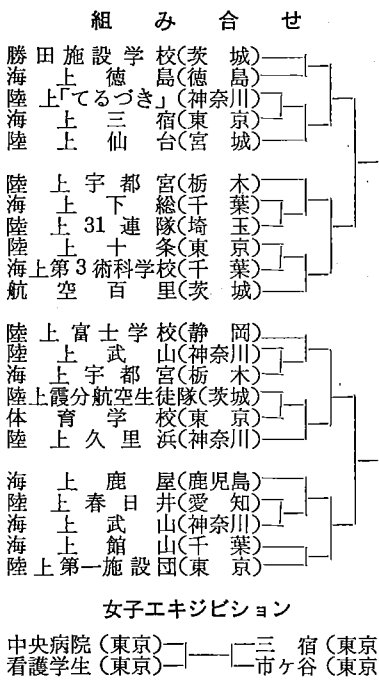 組み合せ
勝田施設学校(茨城)
海上徳島(徳島)
陸上「てるづき」(神奈川)
海上三宿(東京)
陸上仙台(宮城)
陸上宇都宮(栃木)
海上下総(千葉)
陸上31連隊(埼玉)
陸上十条(東京)
海上第3術科学校(千葉)
航空百里(茨城)
陸上富士学校(静岡)
陸上武山(神奈川)
海上宇都宮(栃木)
陸上霞分航空生徒隊(茨城)
体育学校(東京)
陸上久里浜(神奈川)
海上鹿屋(鹿児島)
陸上春日井(愛知)
海上武山(神奈川)
海上館山(千葉)
陸上第一施設団(東京)
女子エキジビション
中央病院(東京) 三宿(東京
看護学生(東京) 市ケ谷(東京